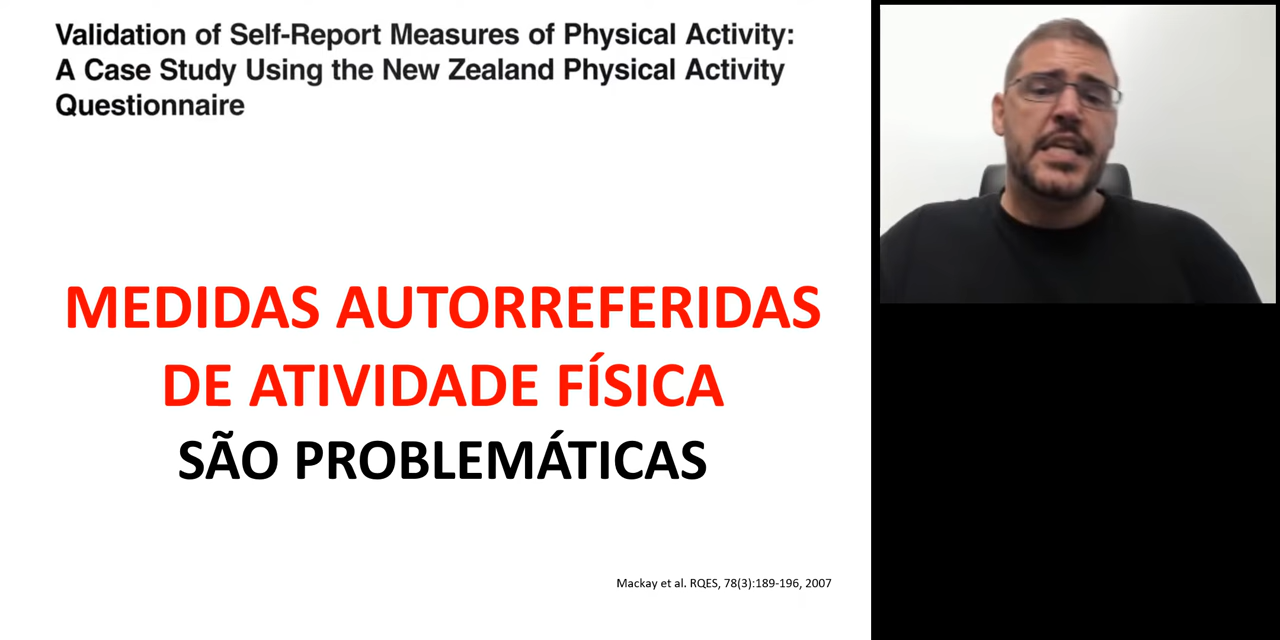 Validation of Self-Report Measures of Physical Activity:
A Case Study Using the New Zealand Physical Activity
Questionnaire
MEDIDAS AUTORREFERIDAS
DE ATIVIDADE FÍSICA
SÃO PROBLEMÁTICAS
Mackay et al. RQES, 78(3):189-196, 2007